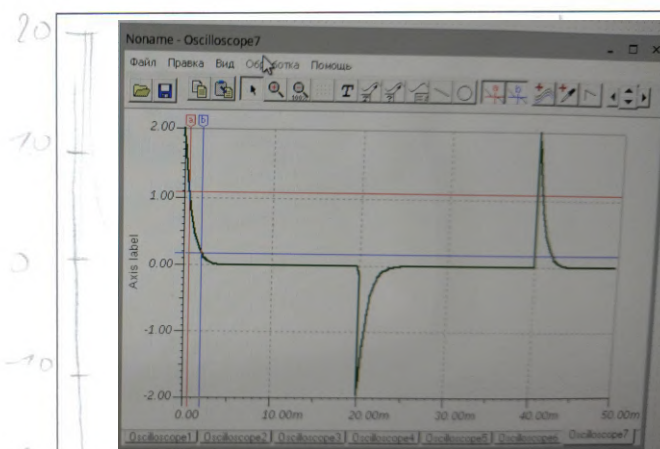 20
Noname - Oscilloscope7
Файл Правка Вид Обработка Помощь
T
10
2.00
a b
1.00
0
0.00
Axis label
-1.00
-10
-2.00
0.00 10.00m 20.00m 30.00m 40.00m 50.00m
Oscilloscope1 Oscilloscope2 Oscilloscope3 Oscilloscope4 Oscilloscope5 Oscilloscope6 Oscilloscope7